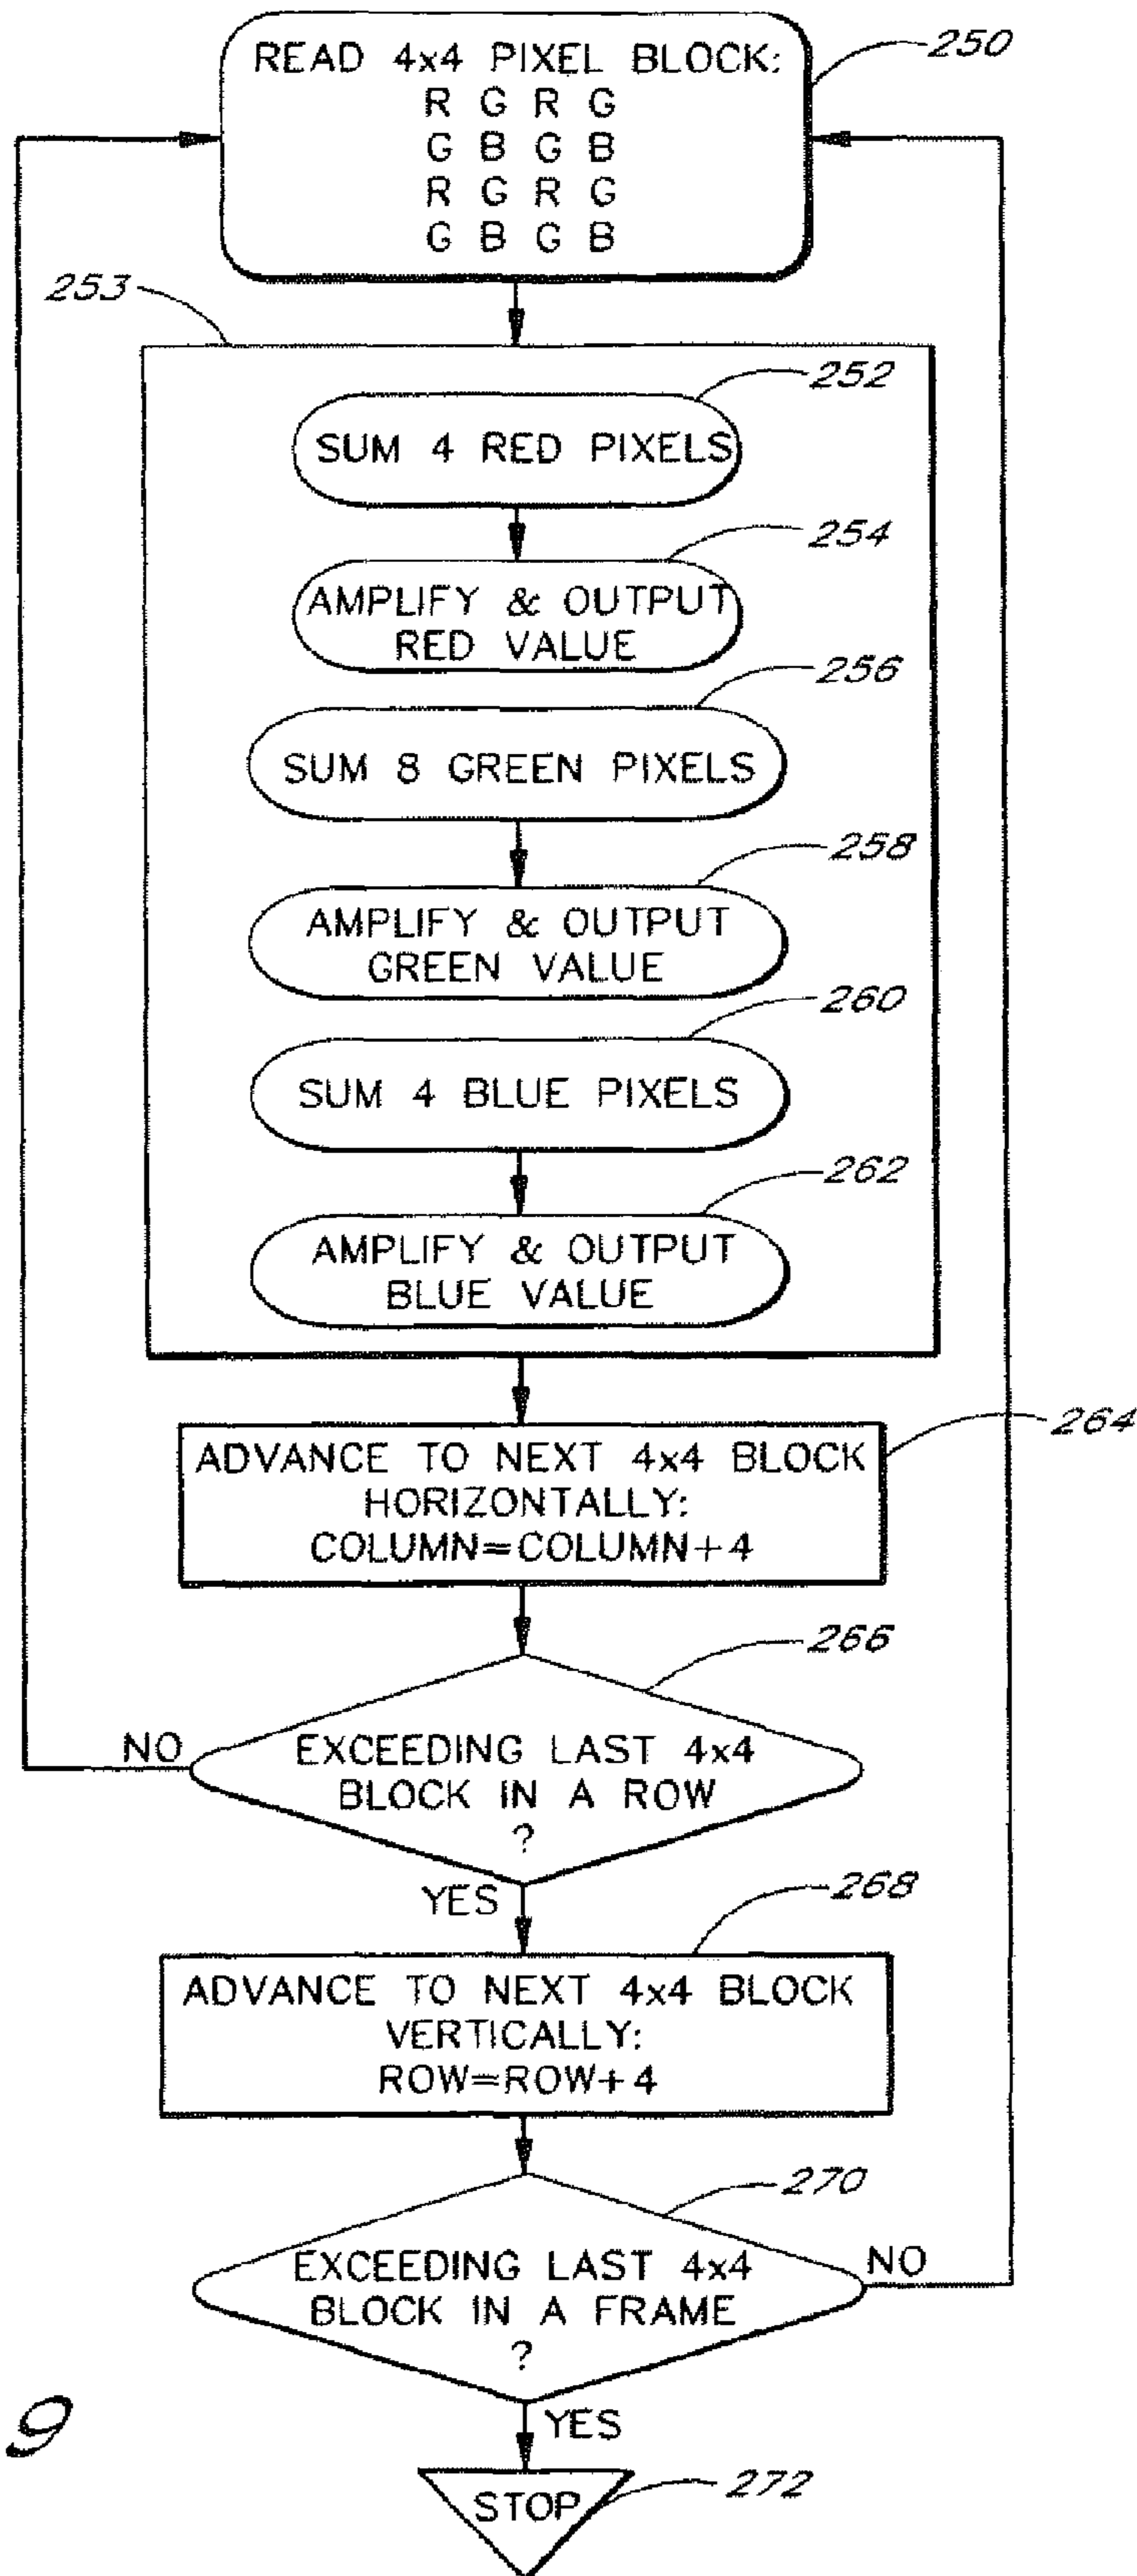 READ 4x4 PIXEL BLOCK:
R G R G
G B G B
R G R G
G B G B
250
253
252
SUM 4 RED PIXELS
254
AMPLIFY & OUTPUT
RED VALUE
256
SUM 8 GREEN PIXELS
258
AMPLIFY & OUTPUT
GREEN VALUE
260
SUM 4 BLUE PIXELS
262
AMPLIFY & OUTPUT
BLUE VALUE
264
ADVANCE TO NEXT 4x4 BLOCK
HORIZONTALLY:
COLUMN=COLUMN+4
266
NO
EXCEEDING LAST 4x4
BLOCK IN A ROW
?
YES
268
ADVANCE TO NEXT 4x4 BLOCK
VERTICALLY:
ROW=ROW+4
270
EXCEEDING LAST 4x4
BLOCK IN A FRAME
?
NO
YES
9
STOP
272